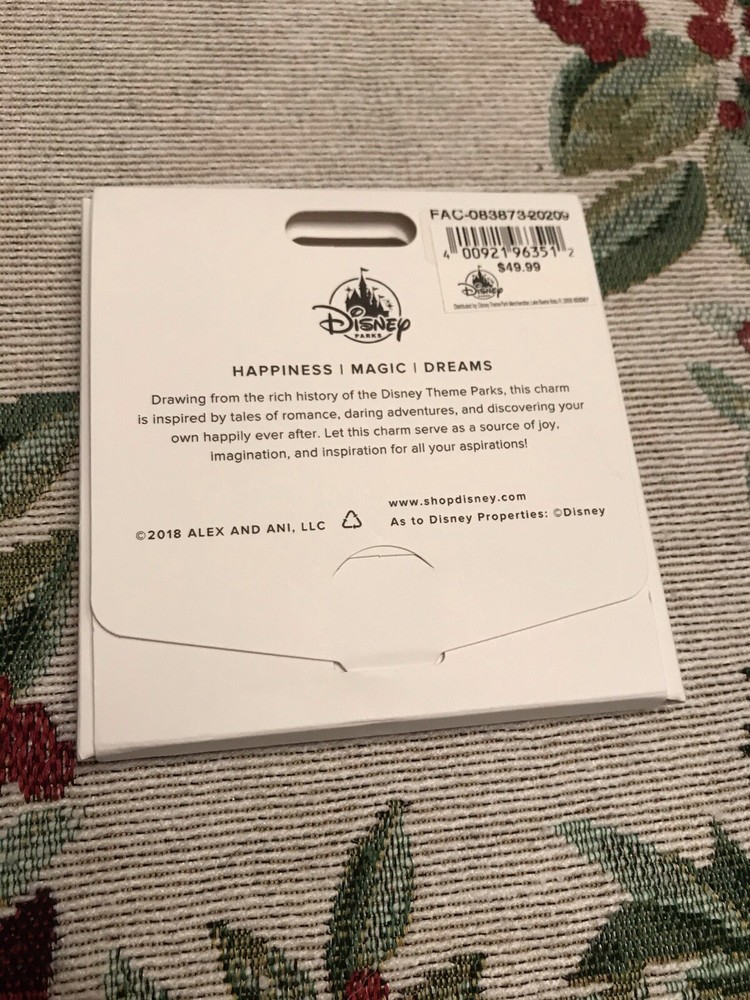 FAC-083873-20209
4 00921 96351 2
$49.99
Disney
Disney
PARKS
HAPPINESS | MAGIC | DREAMS
Drawing from the rich history of the Disney Theme Parks, this charm
is inspired by tales of romance, daring adventures, and discovering your
own happily ever after. Let this charm serve as a source of joy,
imagination, and inspiration for all your aspirations!
www.shopdisney.com
©2018 ALEX AND ANI, LLC
As to Disney Properties: ©Disney